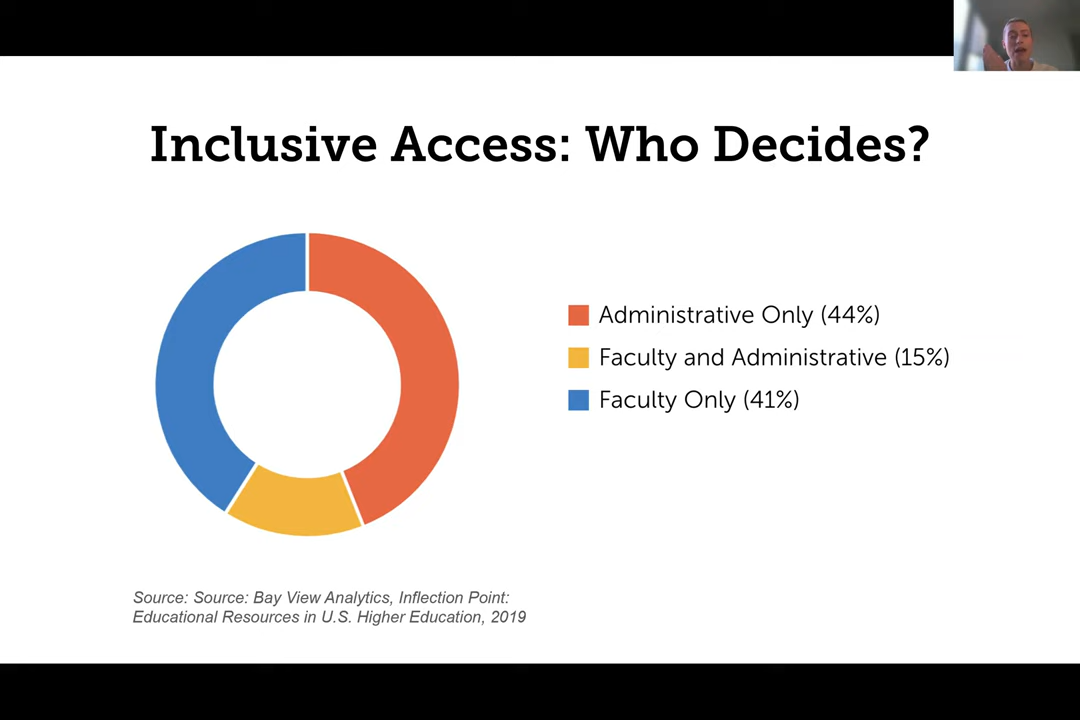 Inclusive Access: Who Decides?
Administrative Only (44%)
Faculty and Administrative (15%)
Faculty Only (41%)
Source: Source: Bay View Analytics, Inflection Point:
Educational Resources in U.S. Higher Education, 2019